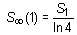 S∞(1) = S₁ / ln 4